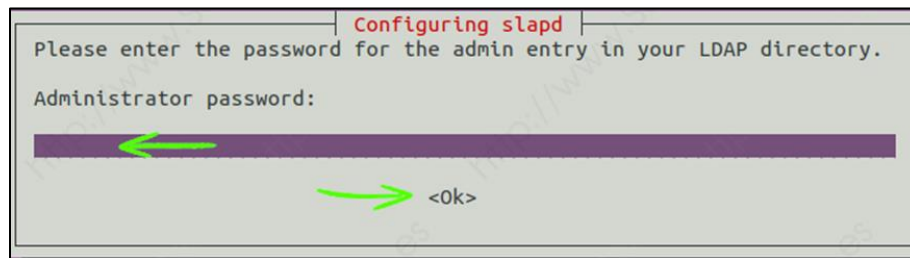 Configuring slapd
Please enter the password for the admin entry in your LDAP directory.
Administrator password:
<Ok>